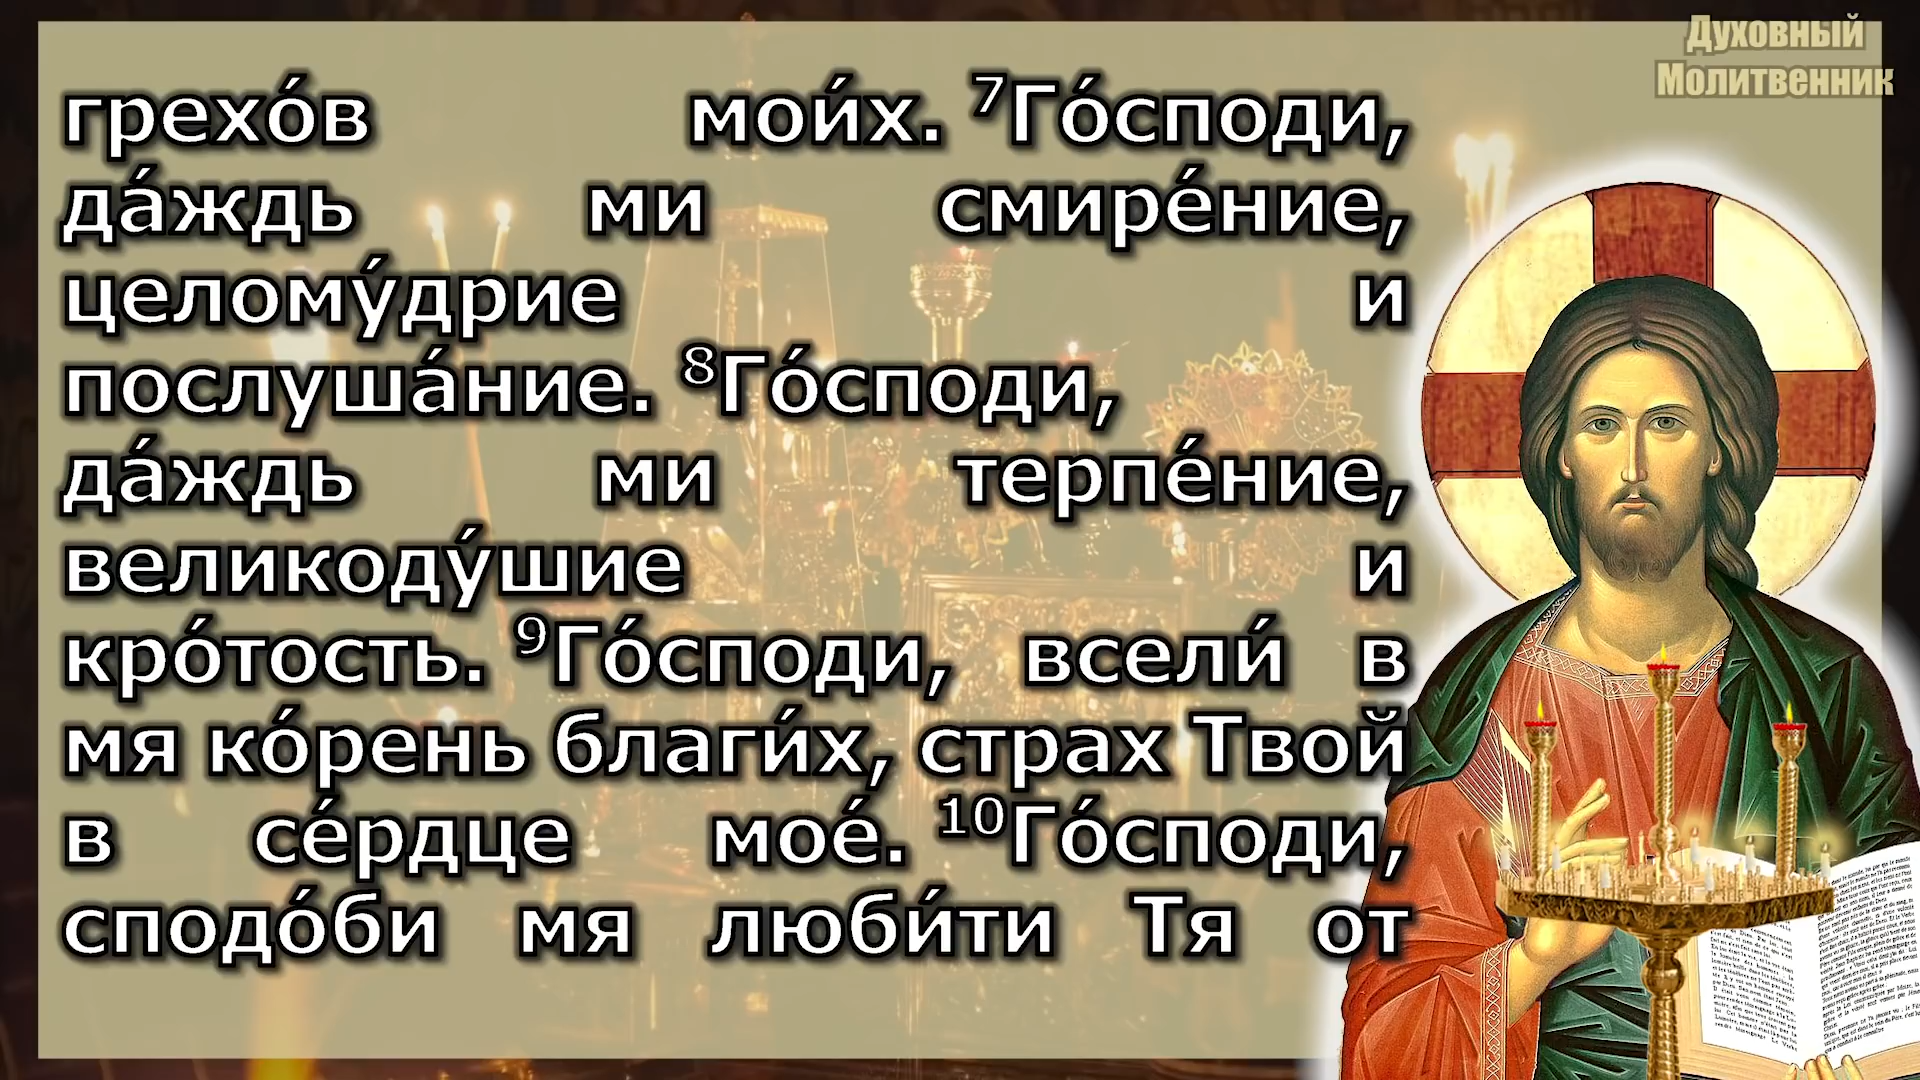 Духовный
Молитвенник
грехо́в мои́х. ⁷Го́споди,
да́ждь ми смире́ние,
целому́дрие и
послуша́ние. ⁸Го́споди,
да́ждь ми терпе́ние,
великоду́шие и
кро́тость. ⁹Го́споди, всели́ в
мя ко́рень благи́х, страх Твой
в се́рдце мое́. ¹⁰Го́споди,
сподо́би мя люби́ти Тя от